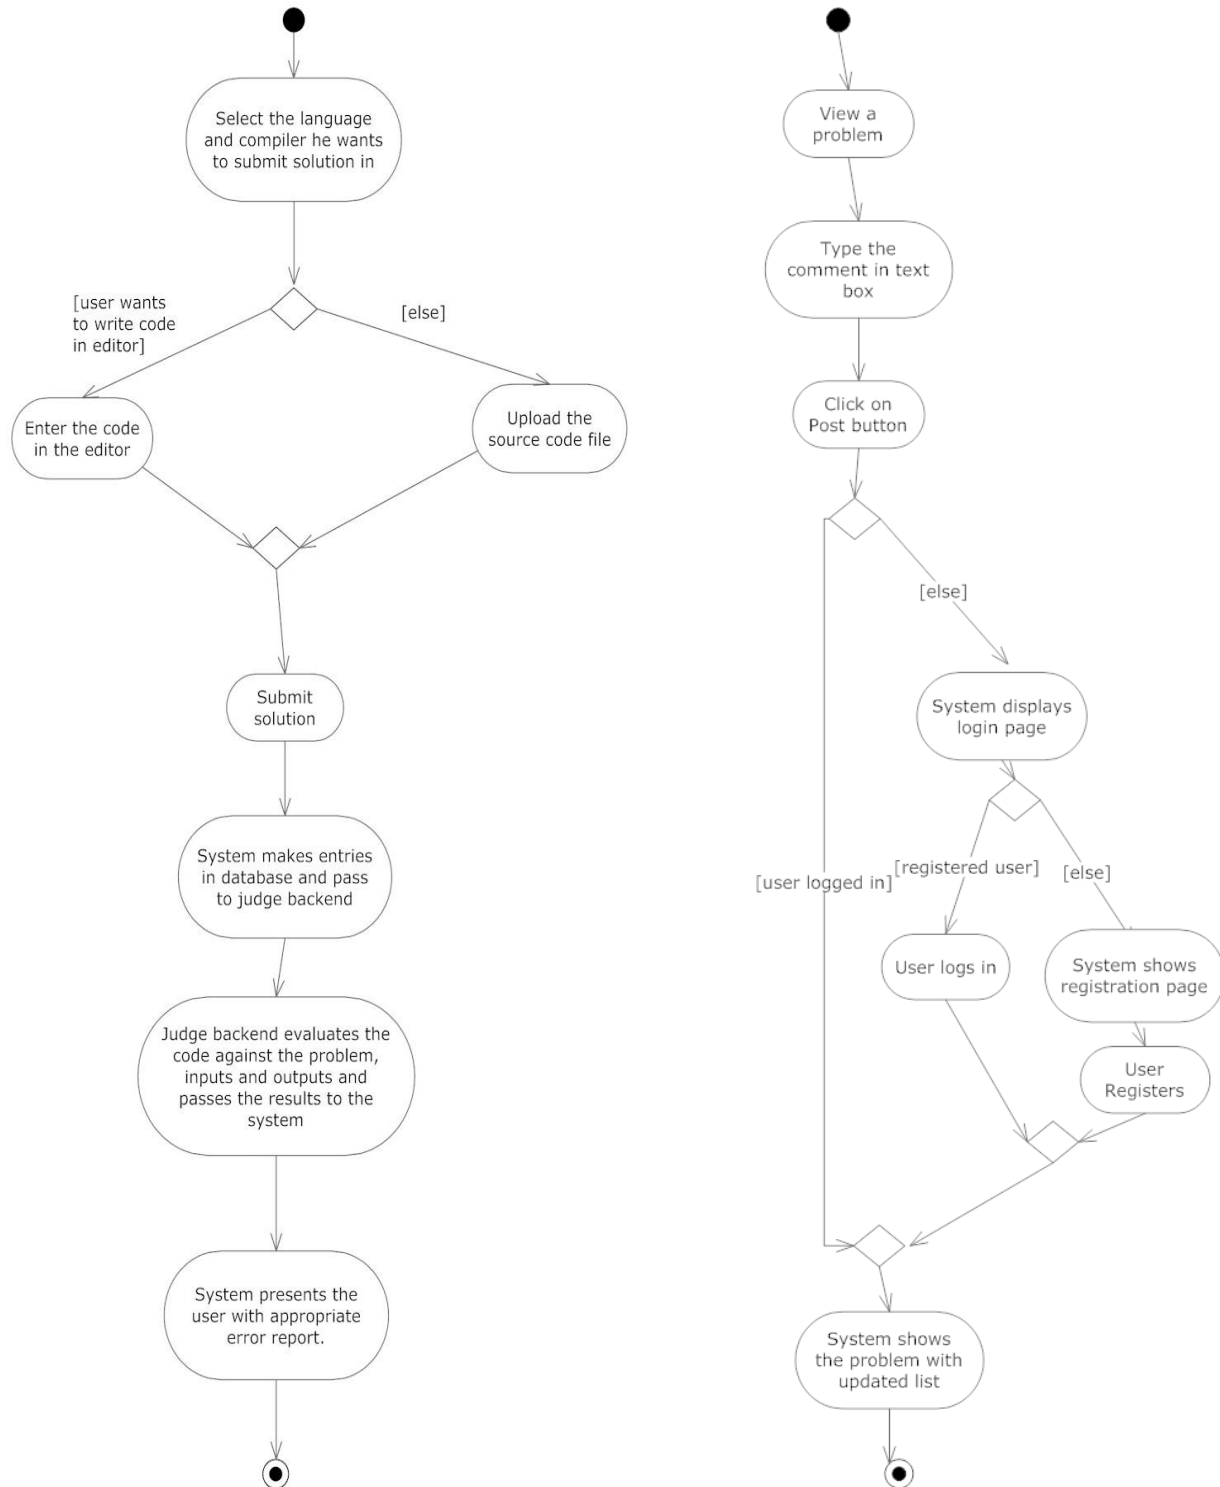 Select the language
and compiler he wants
to submit solution in
[user wants
to write code
in editor]
[else]
Enter the code
in the editor
Upload the
source code file
Submit
solution
System makes entries
in database and pass
to judge backend
Judge backend evaluates the
code against the problem,
inputs and outputs and
passes the results to the
system
System presents the
user with appropriate
error report.
View a
problem
Type the
comment in text
box
Click on
Post button
[else]
System displays
login page
[user logged in]
[registered user]
[else]
User logs in
System shows
registration page
User
Registers
System shows
the problem with
updated list